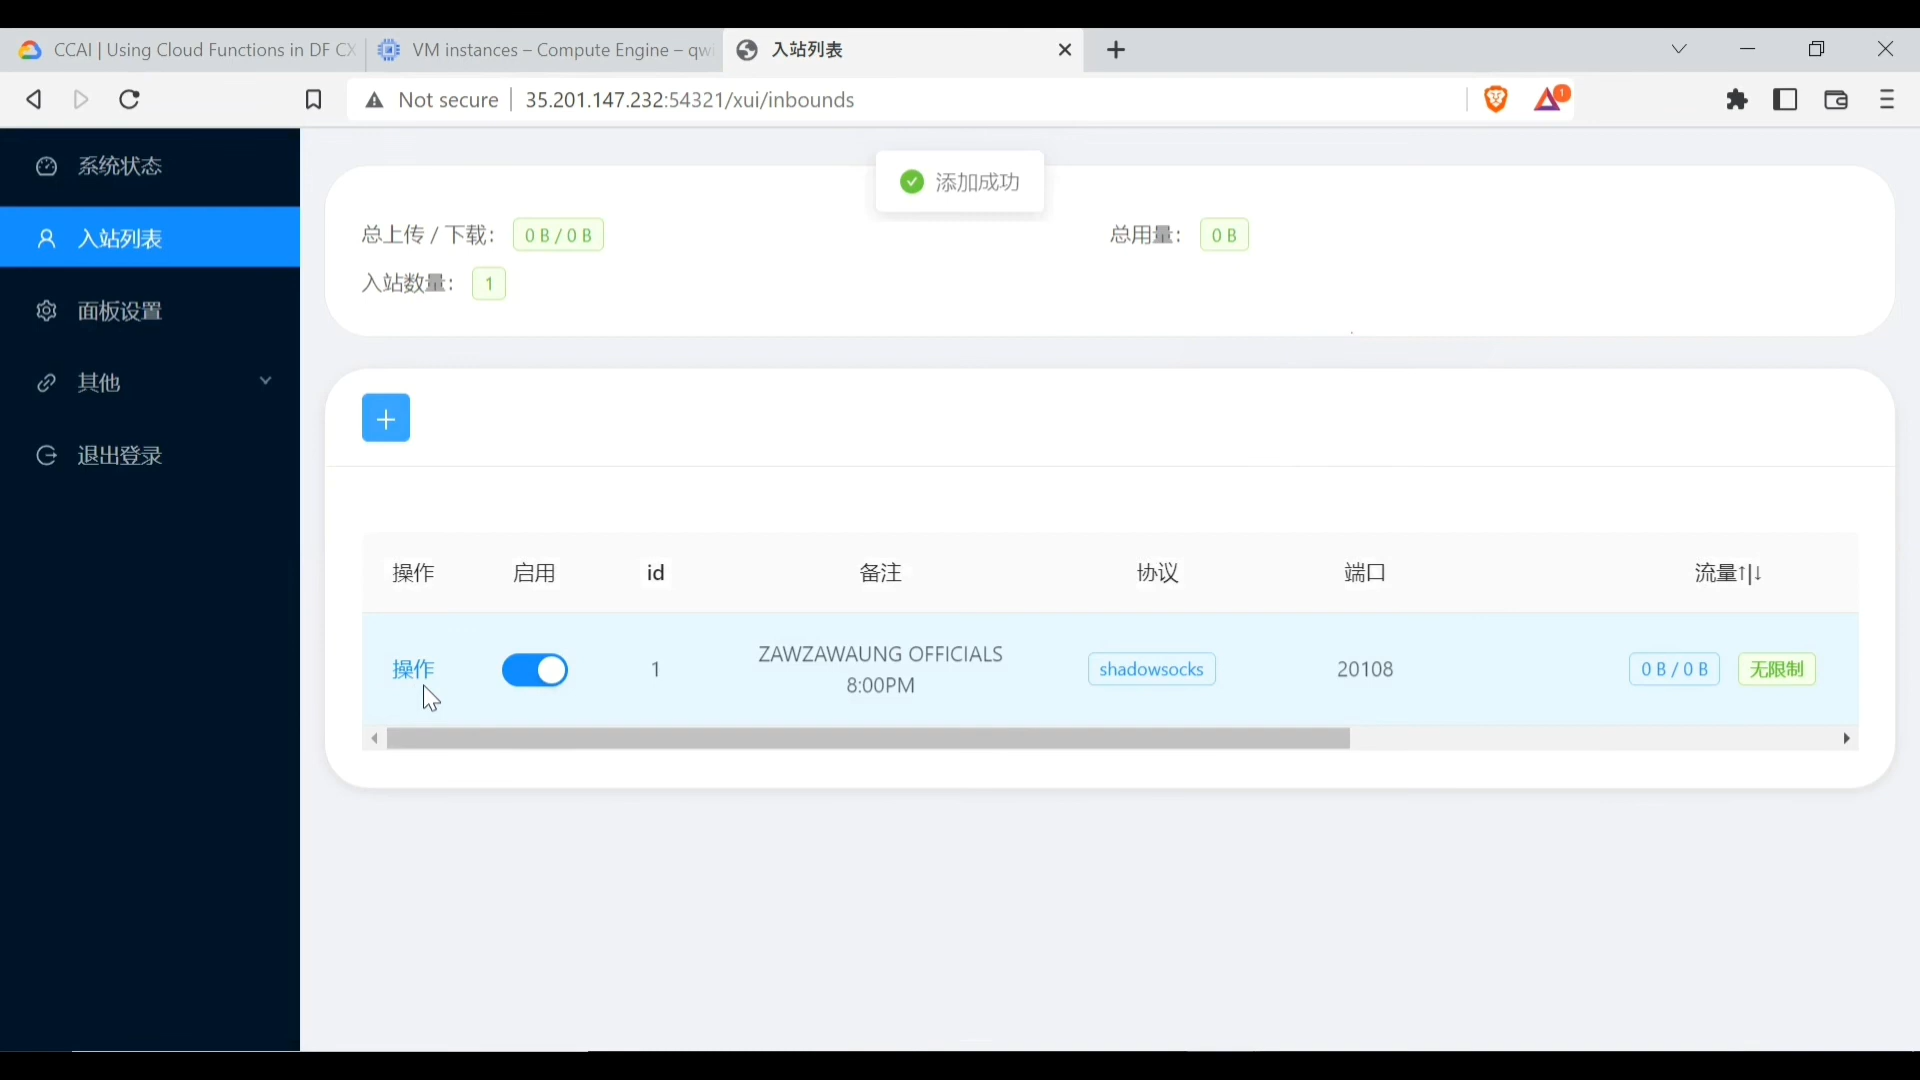 CCAI | Using Cloud Functions in DF CX
VM instances – Compute Engine – qwi
入站列表
Not secure
35.201.147.232:54321/xui/inbounds
1
系统状态
入站列表
面板设置
其他
退出登录
添加成功
总上传 / 下载:
0 B / 0 B
总用量:
0 B
入站数量:
1
操作 启用 id 备注 协议 端口 流量↑|↓
操作 1 ZAWZAWAUNG OFFICIALS
8:00PM
shadowsocks 20108 0 B / 0 B 无限制